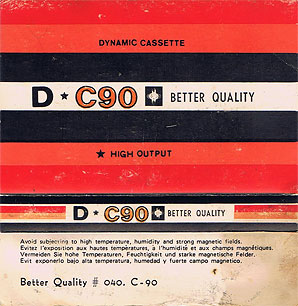 DYNAMIC CASSETTE
D ★ C90 BETTER QUALITY
★ HIGH OUTPUT
D ★ C90 BETTER QUALITY
Avoid subjecting to high temperature, humidity and strong magnetic fields.
Evitez l'exposition aux hautes températures, a l'humidité et aux champs magnétiques.
Vermeiden Sie hohe Temperaturen, Feuchtigkeit und starke magnetische Felder.
Evit exponerlo bajo alta temperatura, humedad y fuerte campo magnetico.
Better Quality # 040. C-90